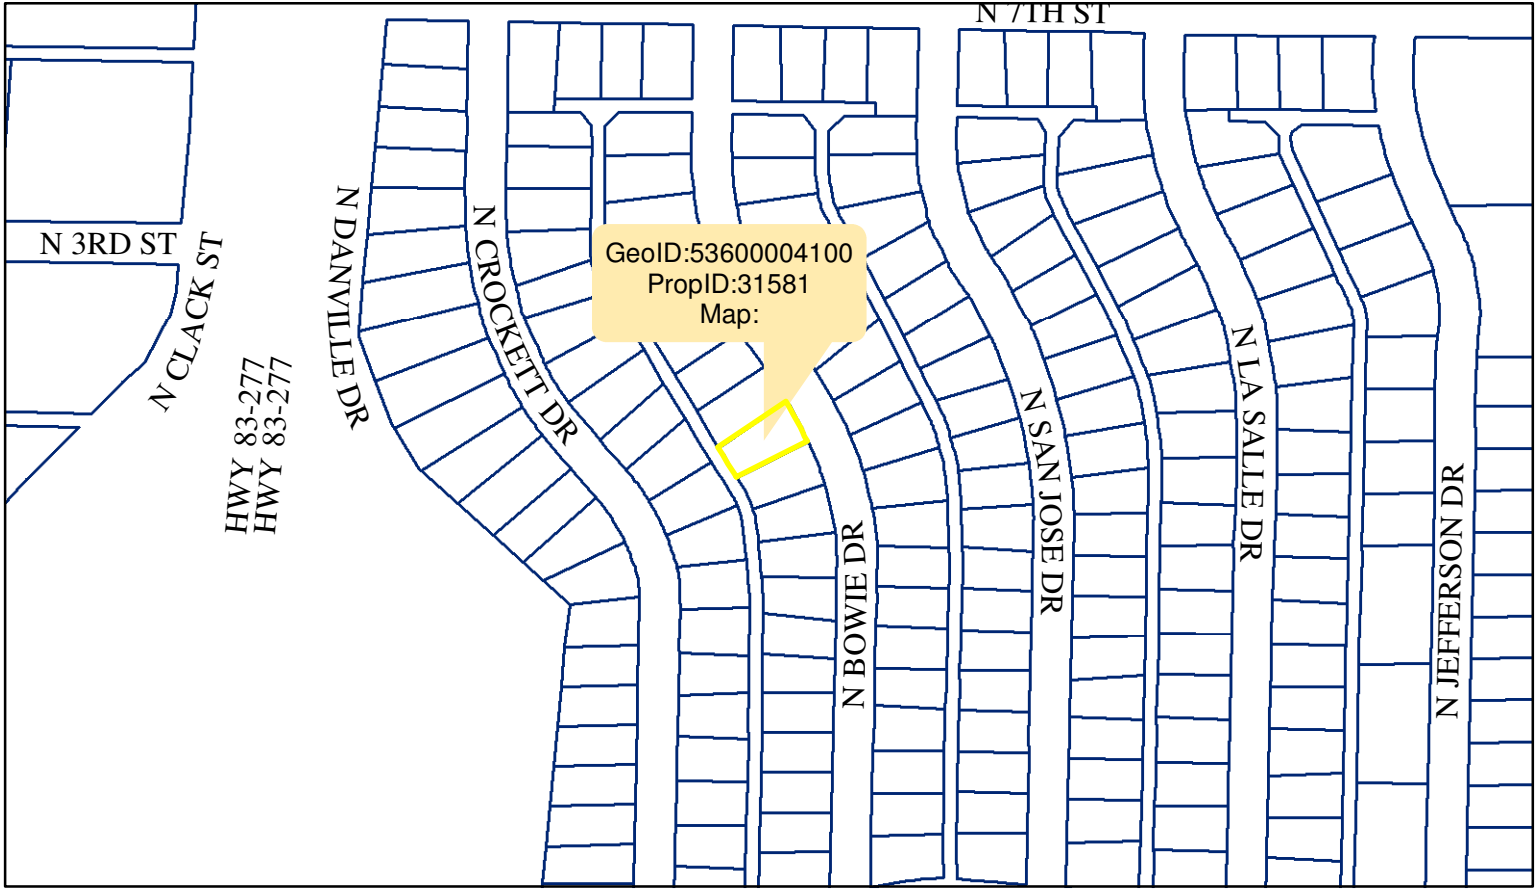 N 7TH ST
N 3RD ST
N CLACK ST
HWY 83-277
HWY 83-277
N DANVILLE DR
N CROCKETT DR
GeoID:53600004100
PropID:31581
Map:
N BOWIE DR
N SAN JOSE DR
N LA SALLE DR
N JEFFERSON DR